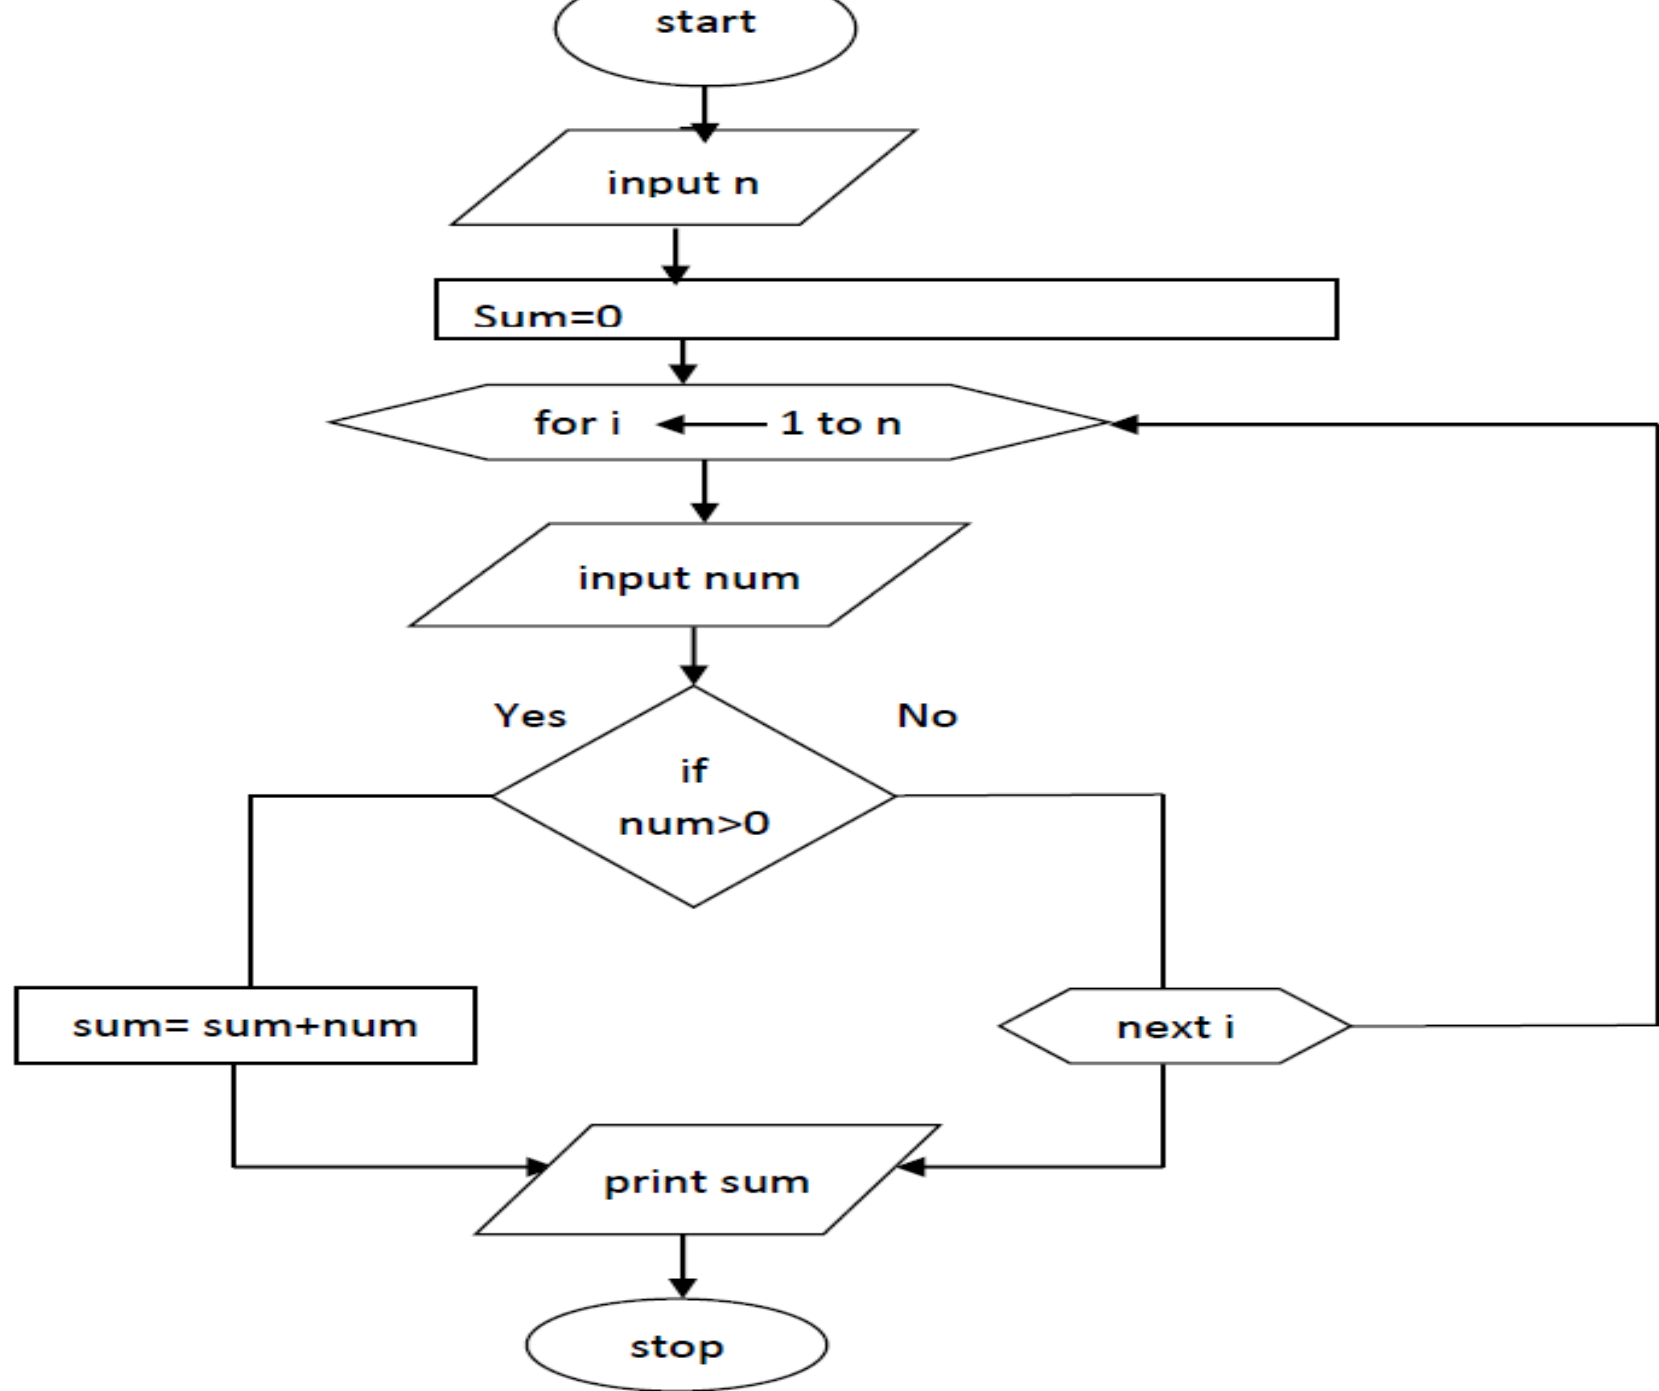 start
input n
Sum=0
for i 1 to n
input num
Yes
No
if
num>0
sum= sum+num
next i
print sum
stop